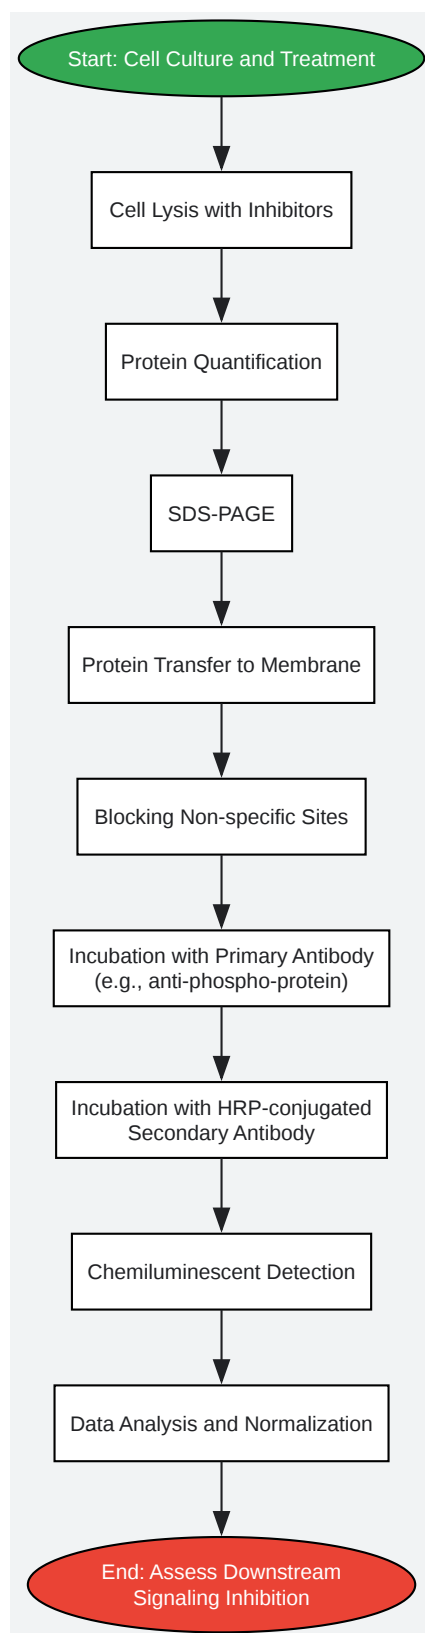 Start: Cell Culture and Treatment
Cell Lysis with Inhibitors
Protein Quantification
SDS-PAGE
Protein Transfer to Membrane
Blocking Non-specific Sites
Incubation with Primary Antibody
(e.g., anti-phospho-protein)
Incubation with HRP-conjugated
Secondary Antibody
Chemiluminescent Detection
Data Analysis and Normalization
End: Assess Downstream
Signaling Inhibition